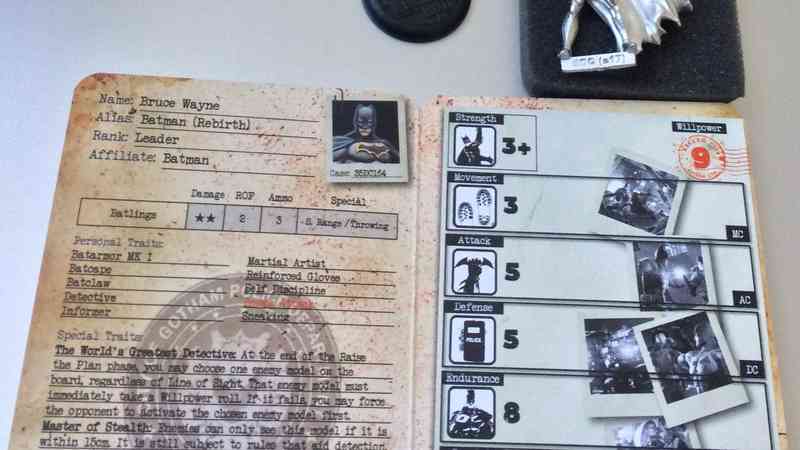 SCG (a17)
Name: Bruce Wayne
Alias: Batman (Rebirth)
Rank: Leader
Affiliate: Batman
Case: 35DC164
Damage ROF Ammo Special
Batlings ★★ 2 3 S. Range/Throwing
Personal Traits:
Batarmor MK I
Batcape
Batclaw
Detective
Informer
Martial Artist
Reinforced Gloves
Self Discipline
Sneaking
GOTHAM
Special Traits
The World's Greatest Detective: At the end of the Raise
the Plan phase, you may choose one enemy model on the
board, regardless of Line of Sight. That enemy model must
immediately take a Willpower roll. If it fails, you may force
the opponent to activate the chosen enemy model first.
Master of Stealth: Enemies can only see this model if it is
within 15cm. It is still subject to rules that aid detection,
Strength
3+
Willpower
9
Movement
3
MC
Attack
5
AC
Defense
POLICE
5
DC
Endurance
8